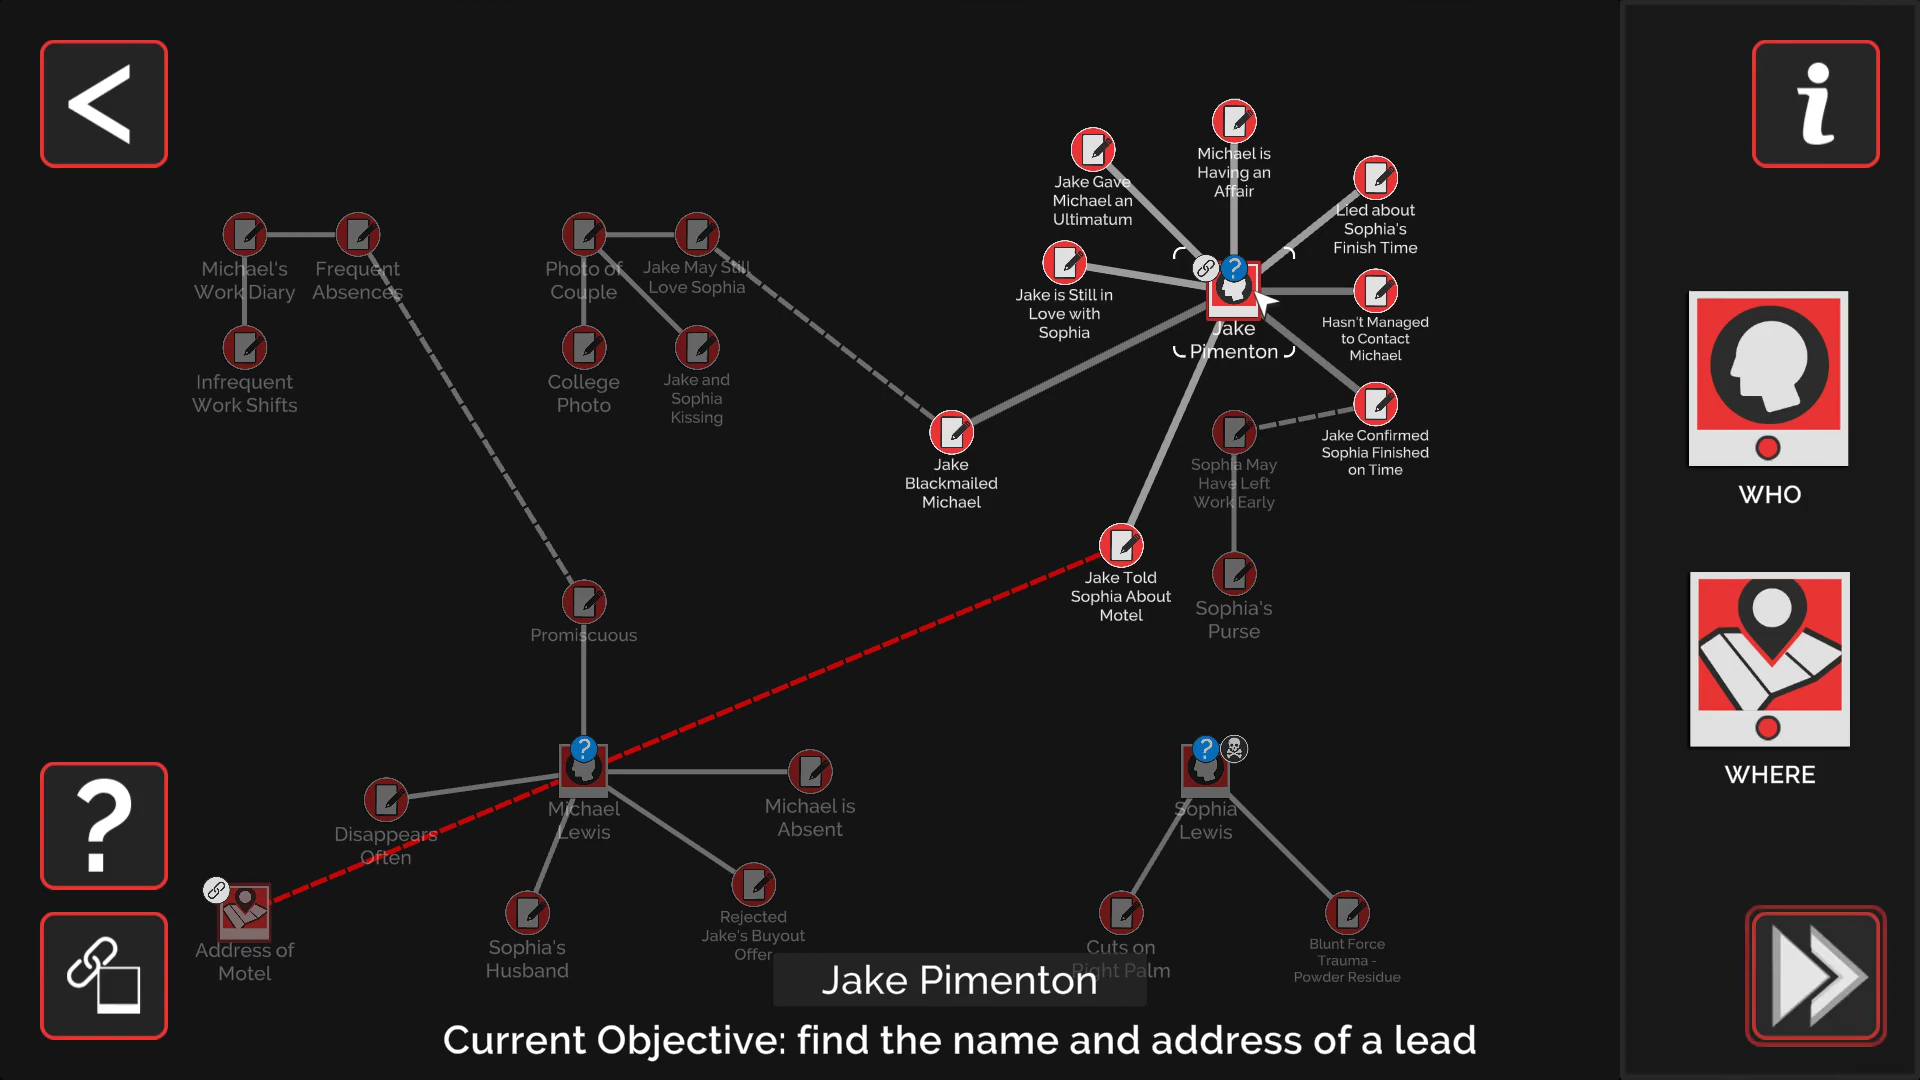 Michael is
Having an
Affair
Jake Gave
Michael an
Ultimatum
Lied about
Sophia's
Finish Time
Michael's
Work Diary
Frequent
Absences
Photo of
Couple
Jake May Still
Love Sophia
Jake is Still in
Love with
Sophia
Jake
Pimenton
Hasn't Managed
to Contact
Michael
Infrequent
Work Shifts
College
Photo
Jake and
Sophia
Kissing
Jake
Blackmailed
Michael
Sophia May
Have Left
Work Early
Jake Confirmed
Sophia Finished
on Time
WHO
Jake Told
Sophia About
Motel
Sophia's
Purse
Promiscuous
WHERE
Michael
Lewis
Michael is
Absent
Sophia
Lewis
Disappears
Often
Address of
Motel
Sophia's
Husband
Rejected
Jake's Buyout
Offer
Cuts on
Right Palm
Blunt Force
Trauma -
Powder Residue
Jake Pimenton
Current Objective: find the name and address of a lead